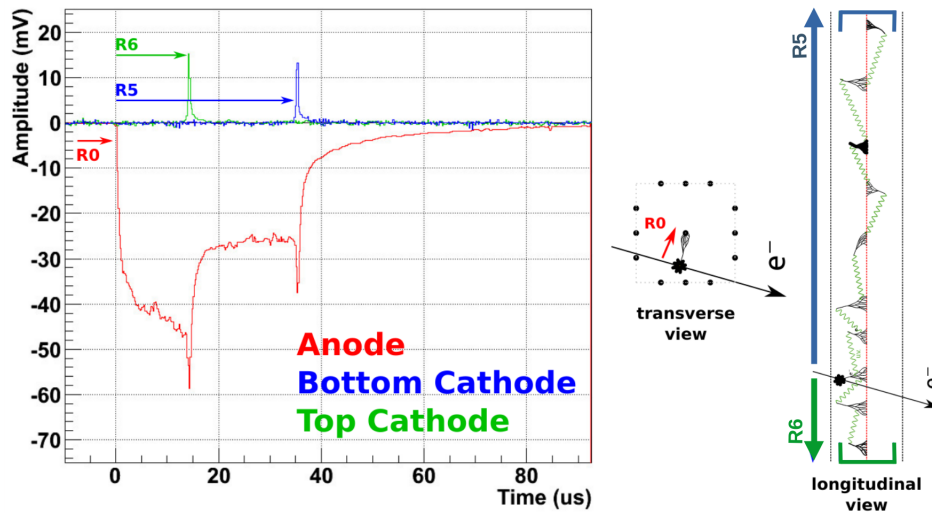 Amplitude (mV)
20
10
0
-10
-20
-30
-40
-50
-60
-70
R6
R5
R0
Anode
Bottom Cathode
Top Cathode
0
20
40
60
80
Time (us)
R0
e⁻
transverse
view
R5
R6
e⁻
longitudinal
view